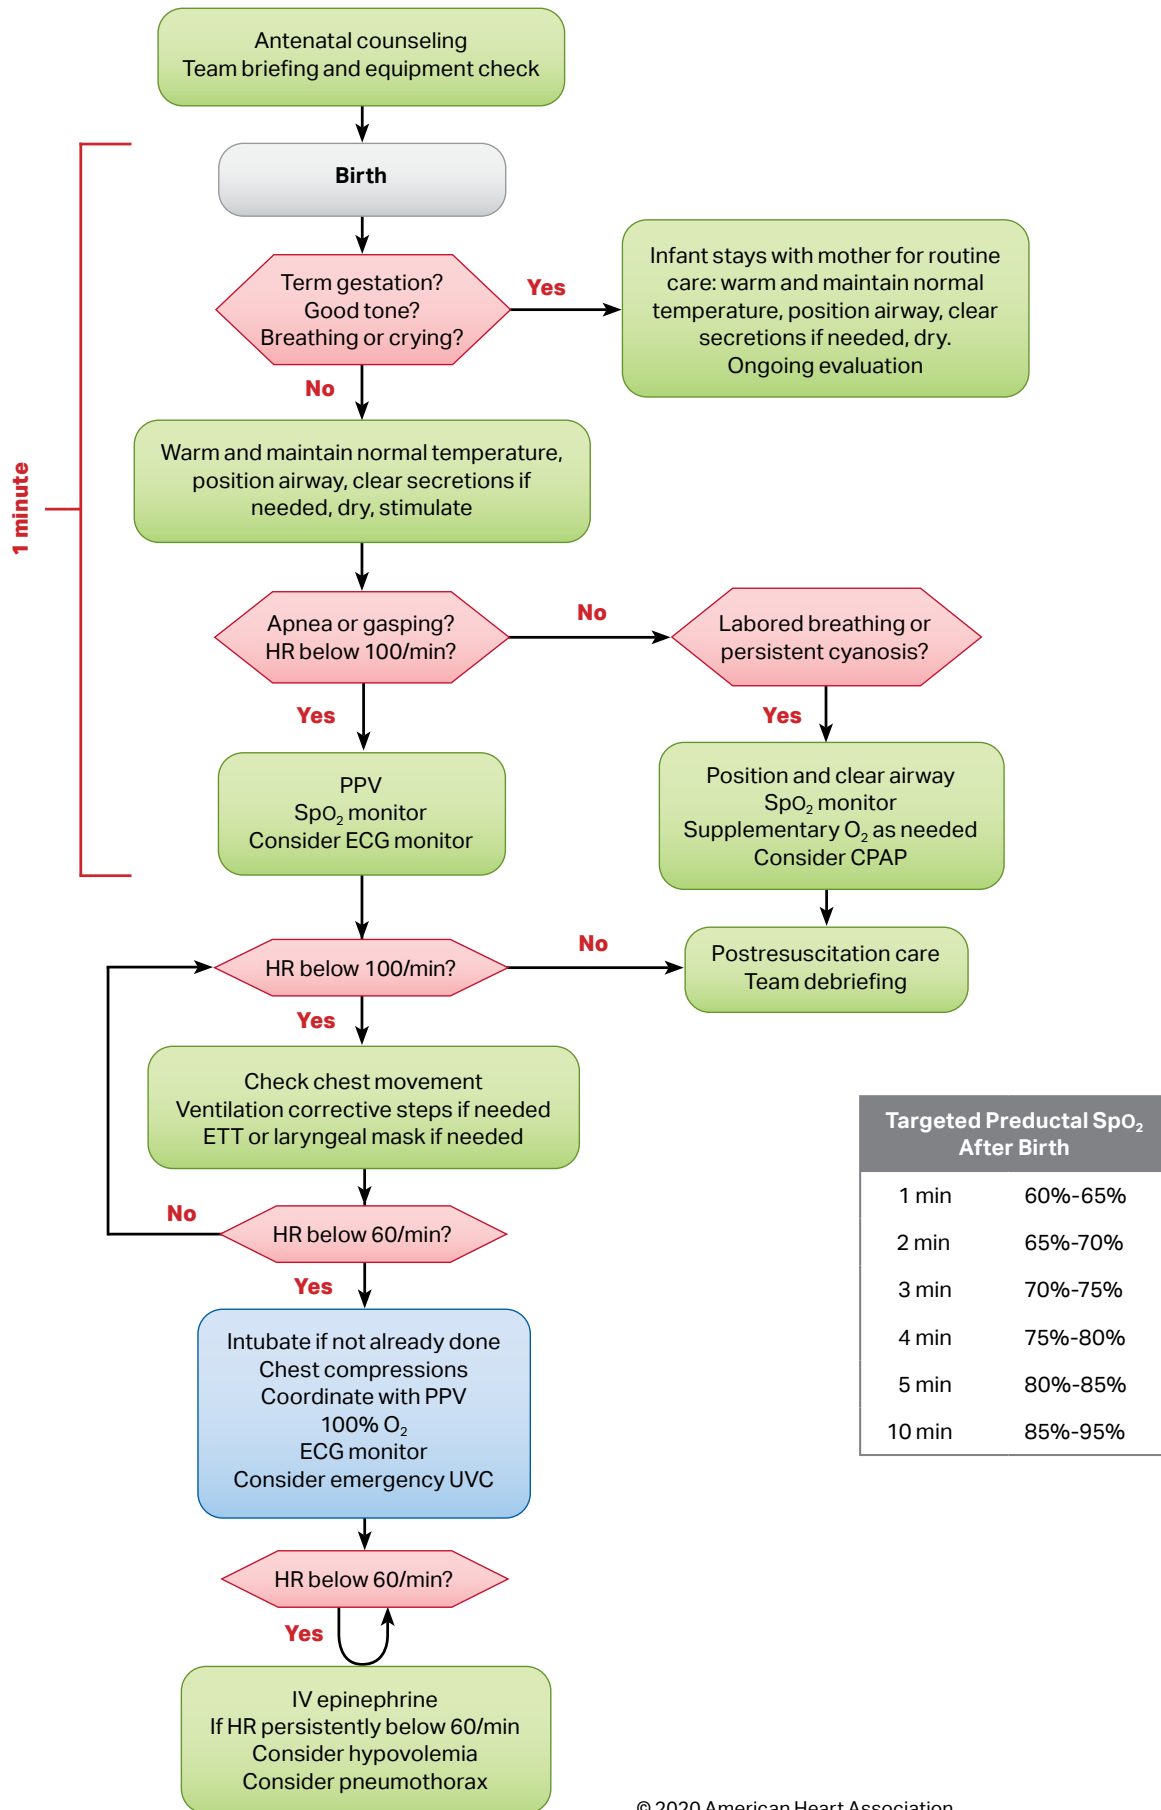 Antenatal counseling
Team briefing and equipment check
Birth
Term gestation?
Good tone?
Breathing or crying?
Yes
Infant stays with mother for routine
care: warm and maintain normal
temperature, position airway, clear
secretions if needed, dry.
Ongoing evaluation
No
1 minute
Warm and maintain normal temperature,
position airway, clear secretions if
needed, dry, stimulate
Apnea or gasping?
HR below 100/min?
No
Labored breathing or
persistent cyanosis?
Yes
Yes
PPV
SpO₂ monitor
Consider ECG monitor
Position and clear airway
SpO₂ monitor
Supplementary O₂ as needed
Consider CPAP
HR below 100/min?
No
Postresuscitation care
Team debriefing
Yes
Check chest movement
Ventilation corrective steps if needed
ETT or laryngeal mask if needed
No
HR below 60/min?
Yes
Intubate if not already done
Chest compressions
Coordinate with PPV
100% O₂
ECG monitor
Consider emergency UVC
HR below 60/min?
Yes
IV epinephrine
If HR persistently below 60/min
Consider hypovolemia
Consider pneumothorax
Targeted Preductal SpO₂
After Birth
1 min 60%-65%
2 min 65%-70%
3 min 70%-75%
4 min 75%-80%
5 min 80%-85%
10 min 85%-95%
© 2020 American Heart Association